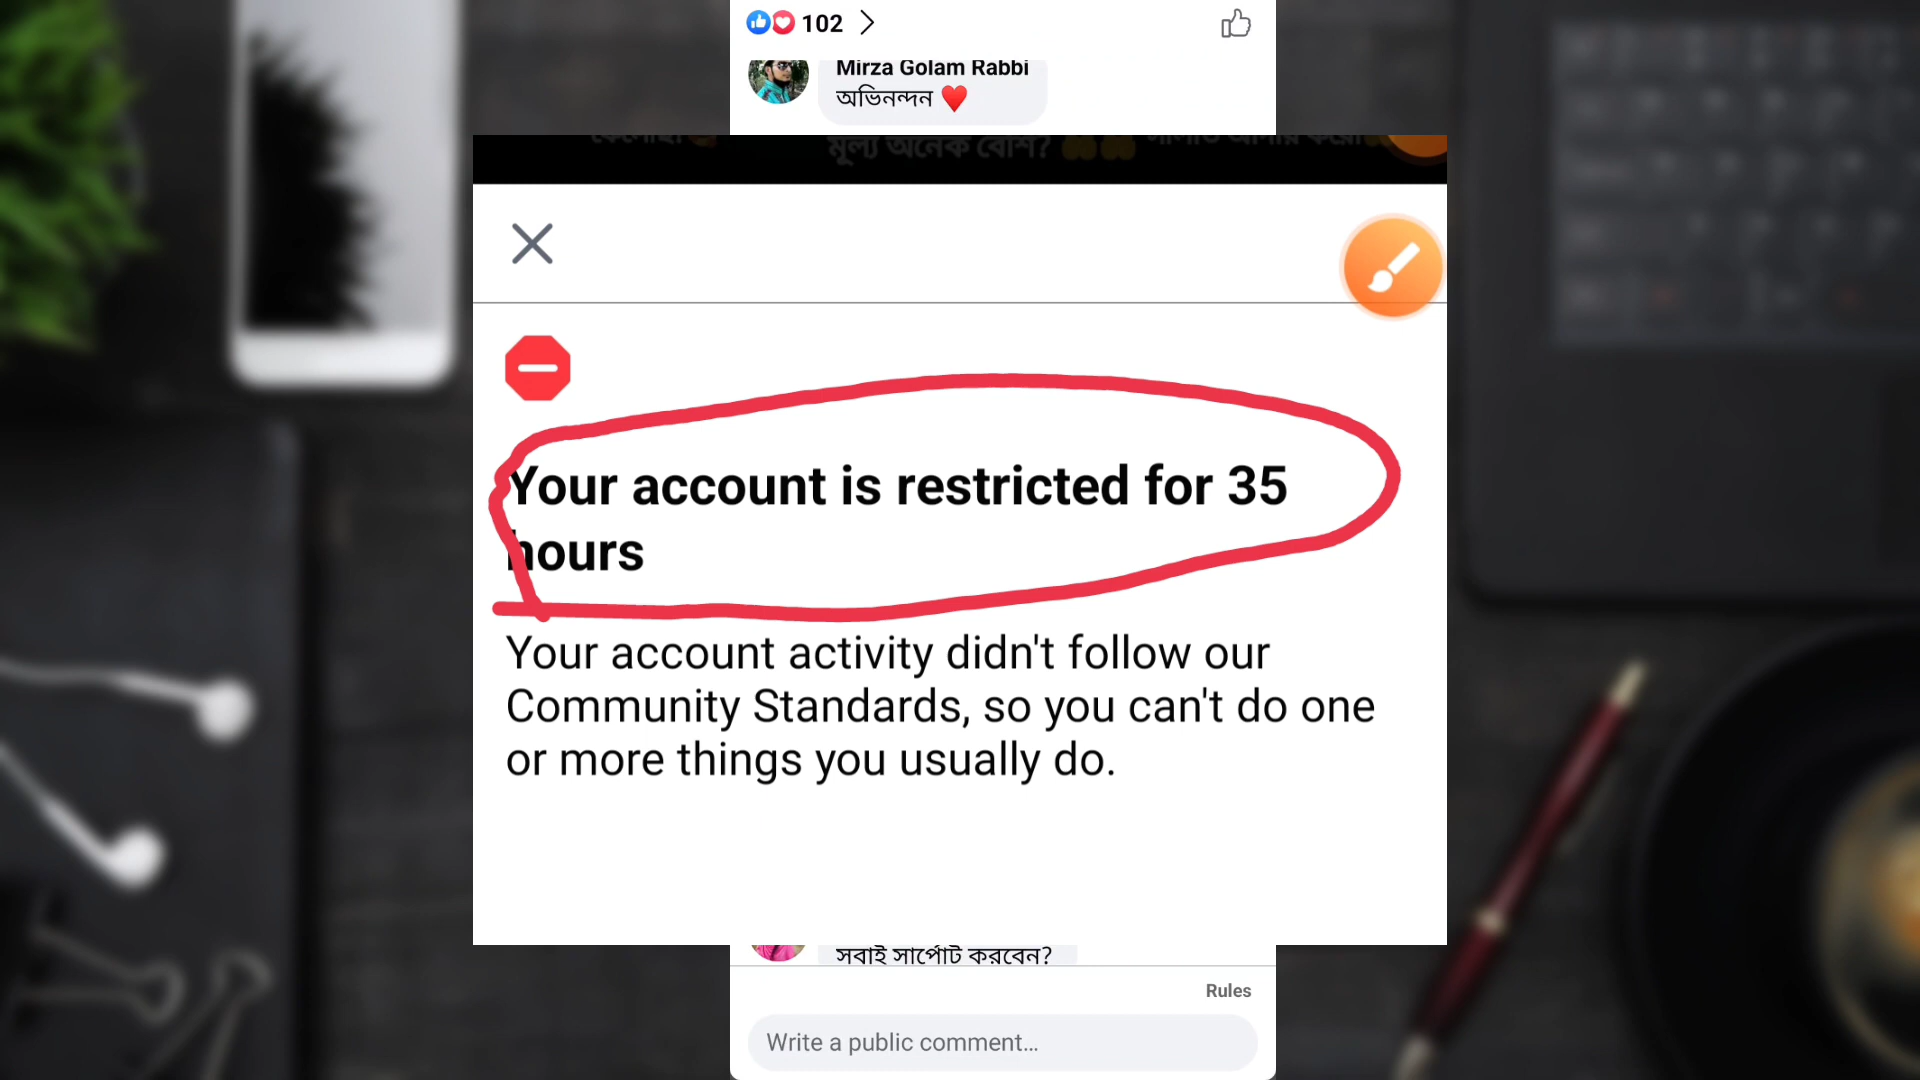 102
Mirza Golam Rabbi
অভিনন্দন
মূল্য অনেক বেশি?
Your account is restricted for 35
hours
Your account activity didn't follow our
Community Standards, so you can't do one
or more things you usually do.
সবাই সার্পোট করবেন?
Rules
Write a public comment...